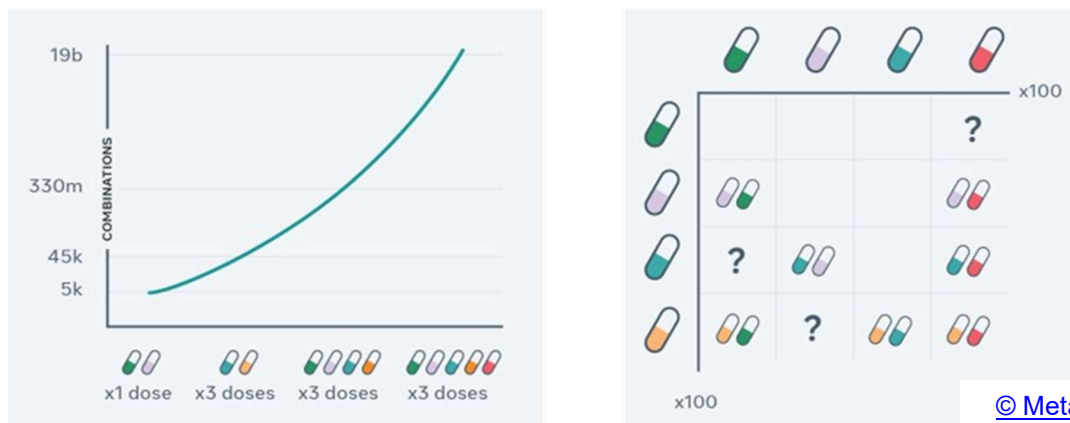 19b
330m
45k
5k
COMBINATIONS
x1 dose
x3 doses
x3 doses
x3 doses
x100
?
?
?
x100
© Meta